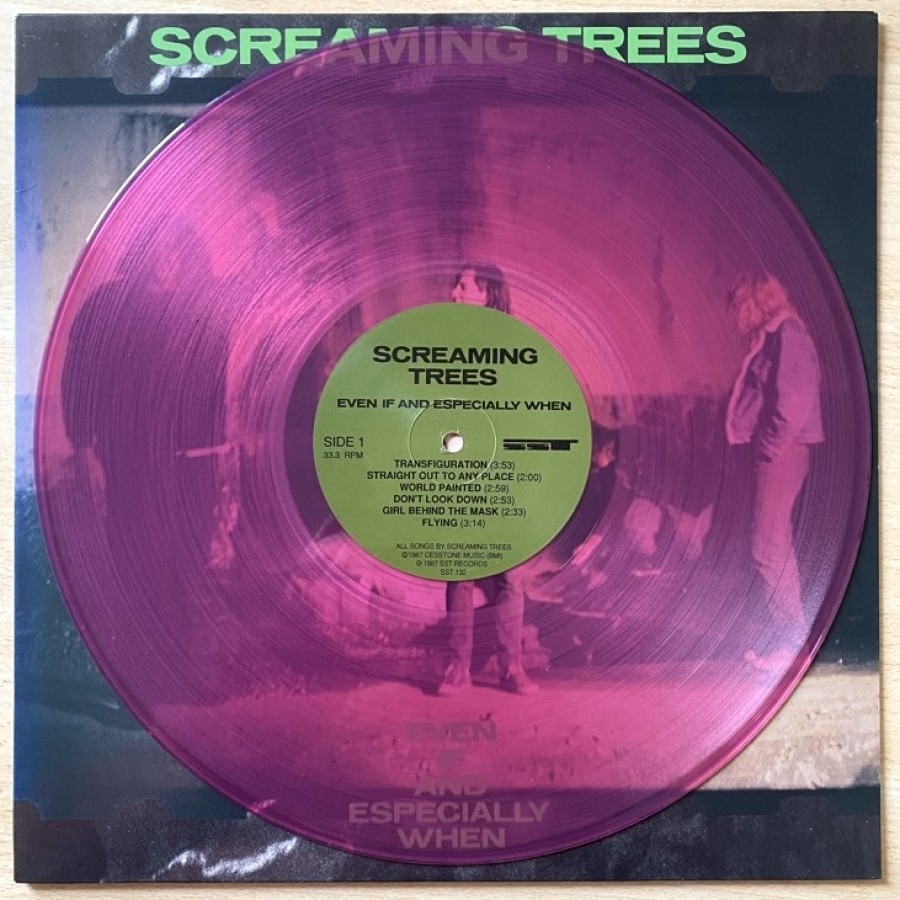 SCREAMING TREES
SCREAMING
TREES
EVEN IF AND ESPECIALLY WHEN
SIDE 1
33.3 RPM
SST
TRANSFIGURATION (3:53)
STRAIGHT OUT TO ANY PLACE (2:00)
WORLD PAINTED (2:59)
DON'T LOOK DOWN (2:53)
GIRL BEHIND THE MASK (2:33)
FLYING (3:14)
ALL SONGS BY SCREAMING TREES
©1987 CESSTONE MUSIC (BMI)
℗ 1987 SST RECORDS
SST 132
EVEN
IF
AND
ESPECIALLY
WHEN